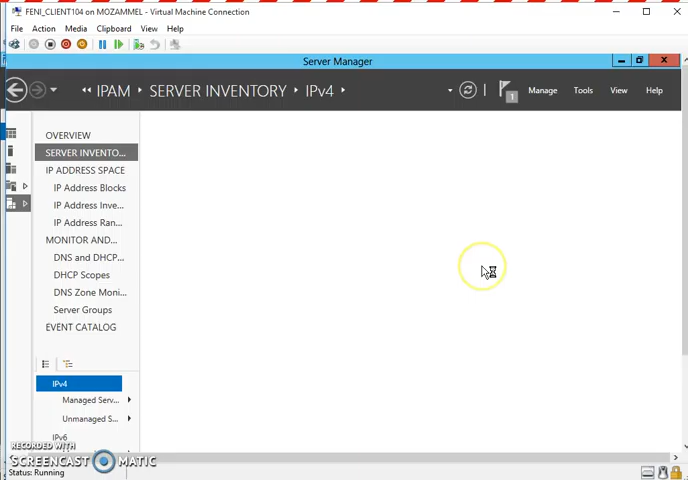 FENI_CLIENT104 on MOZAMMEL - Virtual Machine Connection
File Action Media Clipboard View Help
Server Manager
IPAM SERVER INVENTORY IPv4
1 Manage Tools View Help
OVERVIEW
SERVER INVENTO...
IP ADDRESS SPACE
IP Address Blocks
IP Address Inve...
IP Address Ran...
MONITOR AND...
DNS and DHCP...
DHCP Scopes
DNS Zone Moni...
Server Groups
EVENT CATALOG
IPv4
Managed Serv...
Unmanaged S...
IPv6
RECORDED WITH
SCREENCAST MATIC
Status: Running